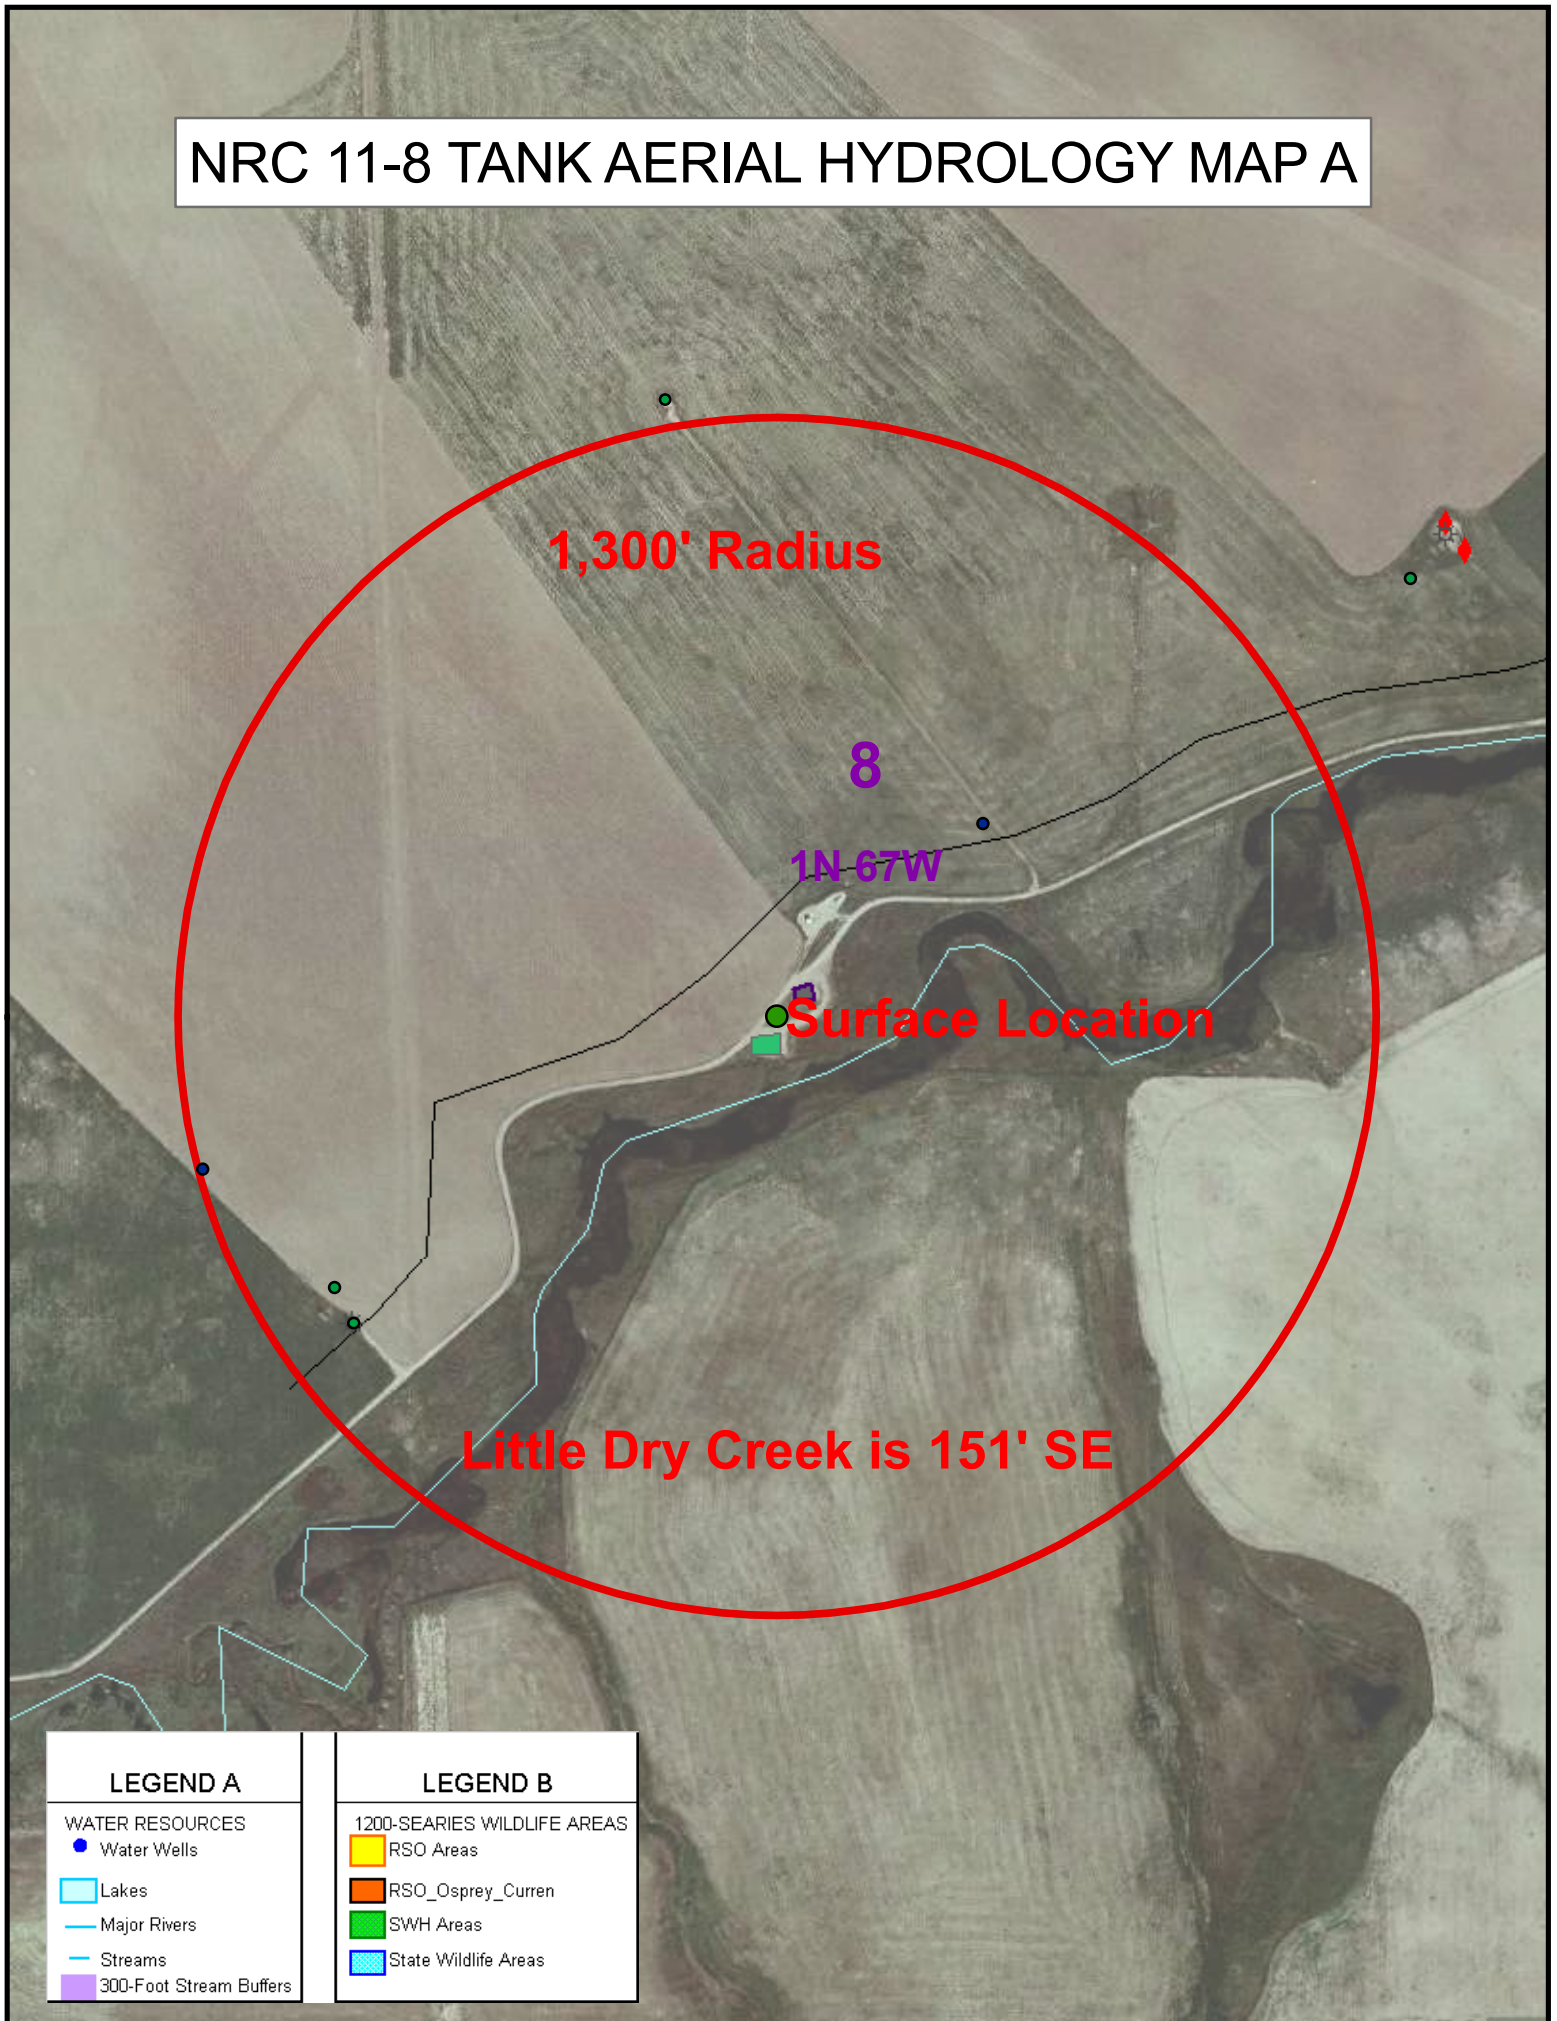 NRC 11-8 TANK AERIAL HYDROLOGY MAP A
1,300' Radius
8
1N 67W
Surface Location
Little Dry Creek is 151' SE
LEGEND A
WATER RESOURCES
Water Wells
Lakes
Major Rivers
Streams
300-Foot Stream Buffers
LEGEND B
1200-SEARIES WILDLIFE AREAS
RSO Areas
RSO_Osprey_Curren
SWH Areas
State Wildlife Areas